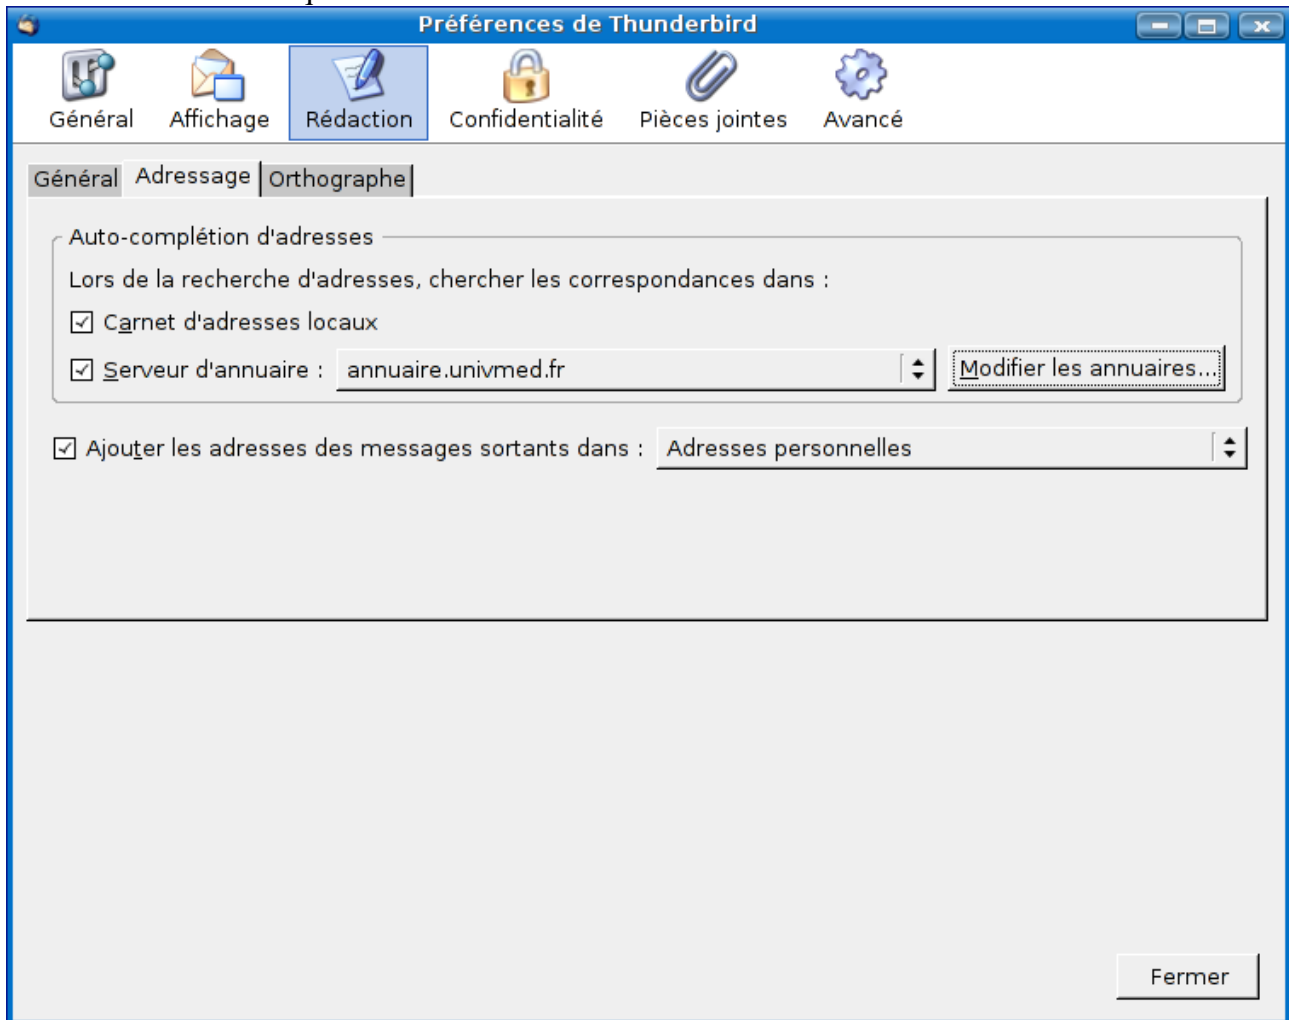 Préférences de Thunderbird
Général Affichage Rédaction Confidentialité Pièces jointes Avancé
Général Adressage Orthographe
Auto-complétion d'adresses
Lors de la recherche d'adresses, chercher les correspondances dans :
Carnet d'adresses locaux
Serveur d'annuaire : annuaire.univmed.fr Modifier les annuaires...
Ajouter les adresses des messages sortants dans : Adresses personnelles
Fermer